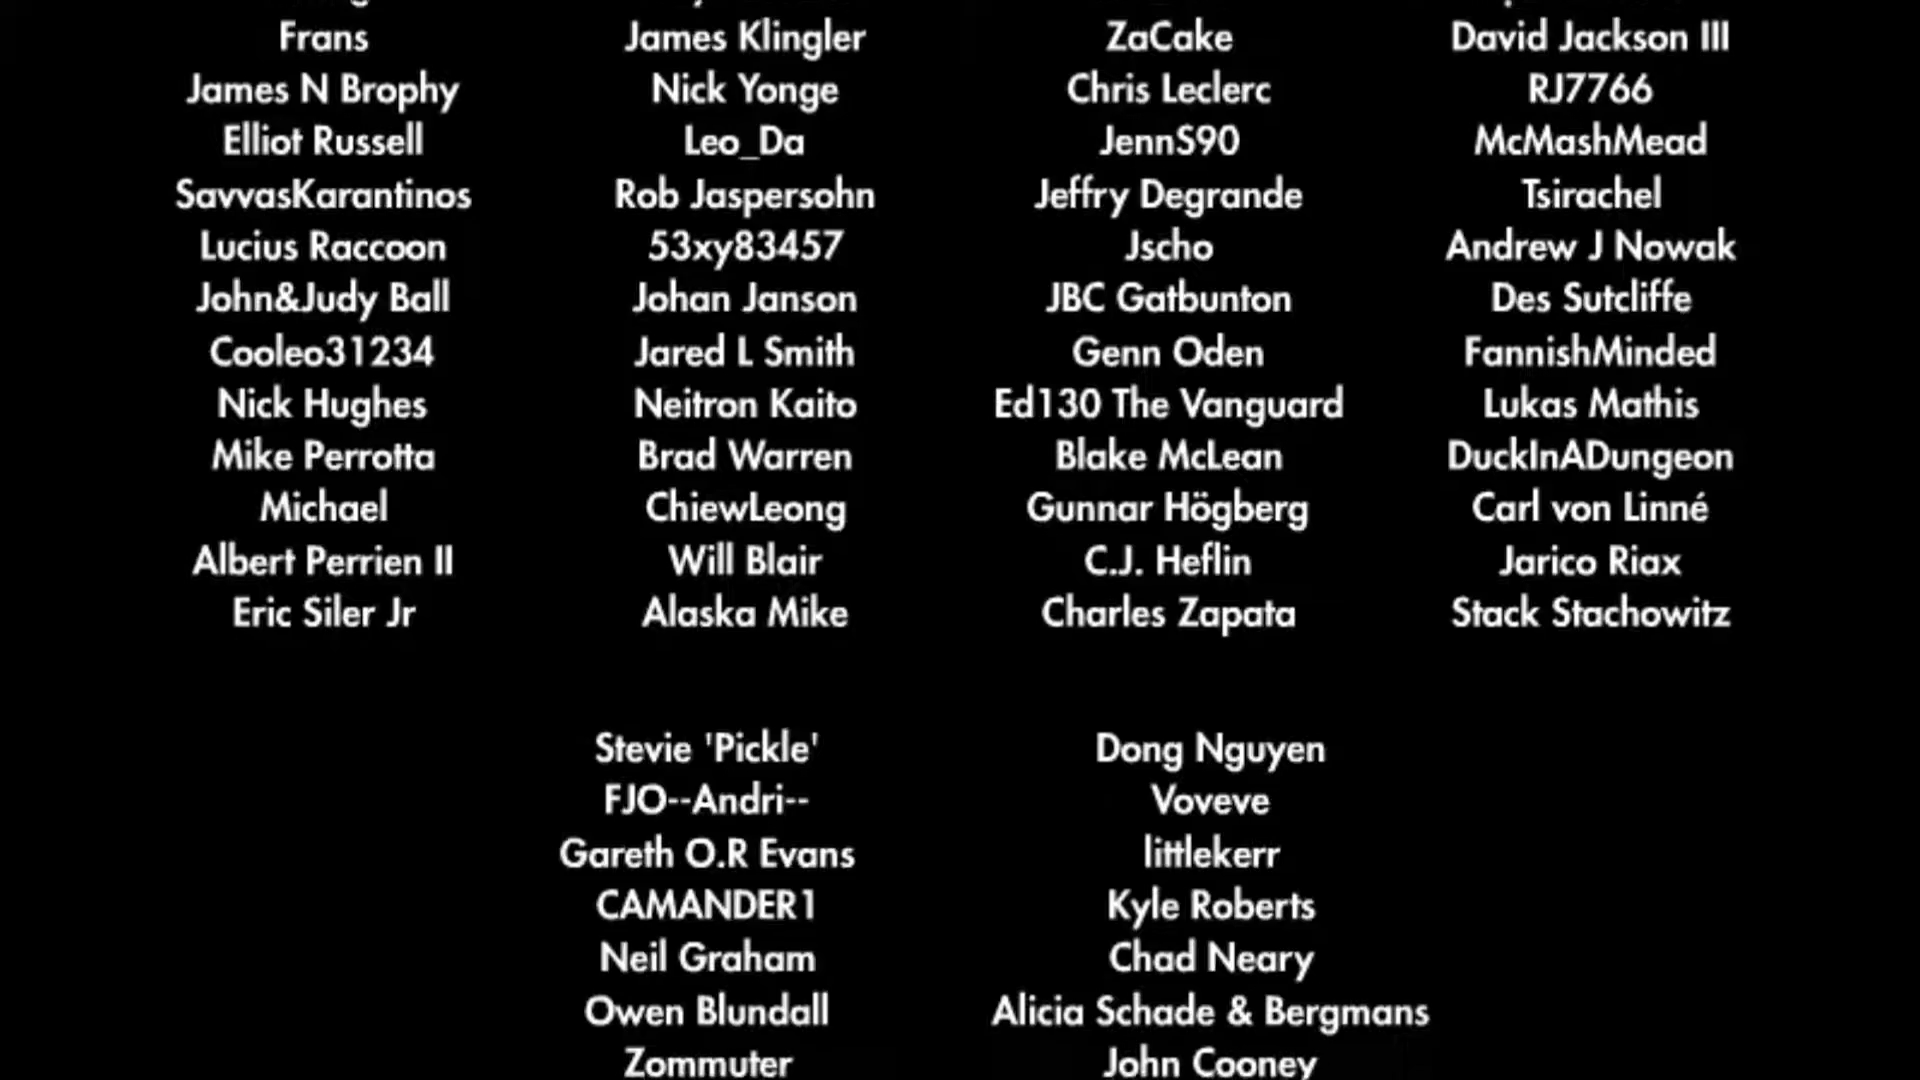 Frans James Klingler ZaCake David Jackson III
James N Brophy Nick Yonge Chris Leclerc RJ7766
Elliot Russell Leo_Da JennS90 McMashMead
SavvasKarantinos Rob Jaspersohn Jeffry Degrande Tsirachel
Lucius Raccoon 53xy83457 Jscho Andrew J Nowak
John&Judy Ball Johan Janson JBC Gatbunton Des Sutcliffe
Cooleo31234 Jared L Smith Genn Oden FannishMinded
Nick Hughes Neitron Kaito Ed130 The Vanguard Lukas Mathis
Mike Perrotta Brad Warren Blake McLean DuckInADungeon
Michael ChiewLeong Gunnar Högberg Carl von Linné
Albert Perrien II Will Blair C.J. Heflin Jarico Riax
Eric Siler Jr Alaska Mike Charles Zapata Stack Stachowitz
Stevie 'Pickle' Dong Nguyen
FJO--Andri-- Voveve
Gareth O.R Evans littlekerr
CAMANDER1 Kyle Roberts
Neil Graham Chad Neary
Owen Blundall Alicia Schade & Bergmans
Zommuter John Cooney